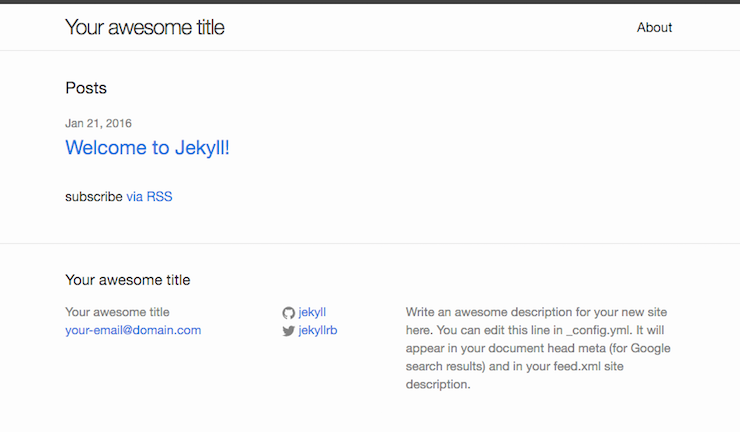 Your awesome title
About
Posts
Jan 21, 2016
Welcome to Jekyll!
subscribe via RSS
Your awesome title
Your awesome title
your-email@domain.com
jekyll
jekyllrb
Write an awesome description for your new site
here. You can edit this line in _config.yml. It will
appear in your document head meta (for Google
search results) and in your feed.xml site
description.